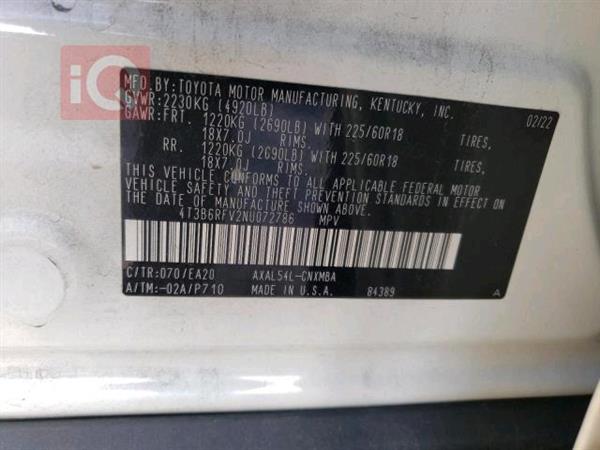 iQ
MFD.BY:TOYOTA MOTOR MANUFACTURING, KENTUCKY, INC.
GVWR:2230KG (4920LB) 02/22
GAWR:FRT. 1220KG (2690LB) WITH 225/60R18 TIRES,
18X7.0J RIMS.
RR. 1220KG (2690LB) WITH 225/60R18 TIRES,
18X7.0J RIMS.
THIS VEHICLE CONFORMS TO ALL APPLICABLE FEDERAL MOTOR
VEHICLE SAFETY AND THEFT PREVENTION STANDARDS IN EFFECT ON
THE DATE OF MANUFACTURE SHOWN ABOVE.
4T3B6RFV2NU072786 MPV
C/TR:070/EA20 AXAL54L-CNXMBA
A/TM:-02A/P710 MADE IN U.S.A. 84389 A